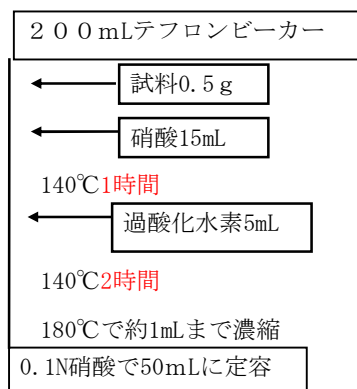 ２００mLテフロンビーカー
試料0.5ｇ
硝酸15mL
140℃1時間
過酸化水素5mL
140℃2時間
180℃で約1mLまで濃縮
0.1N硝酸で50mLに定容